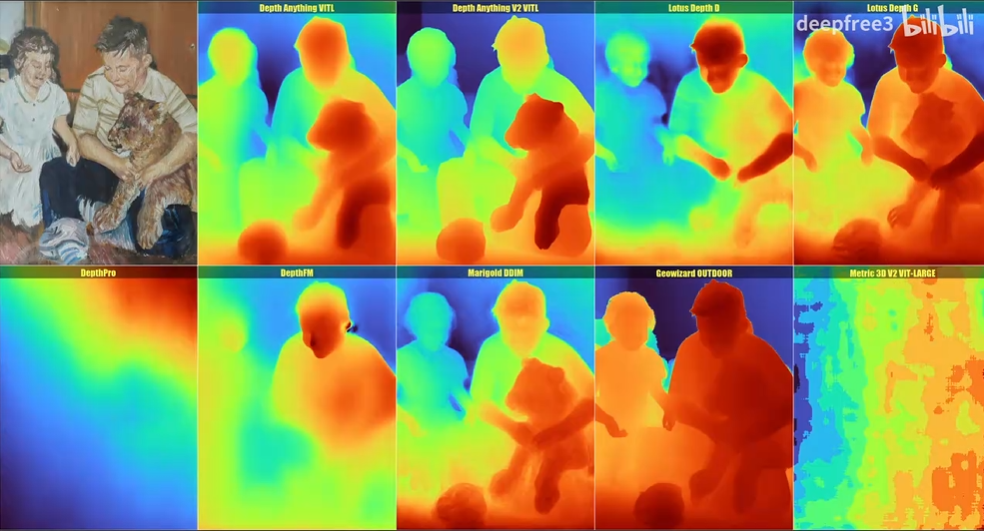 Depth Anything VITL
Depth Anything V2 VITL
Lotus Depth D
Lotus Depth G
deepfree3 bilibili
DepthPro
DepthFM
Marigold DDIM
Geowizard OUTDOOR
Metric 3D V2 VIT-LARGE